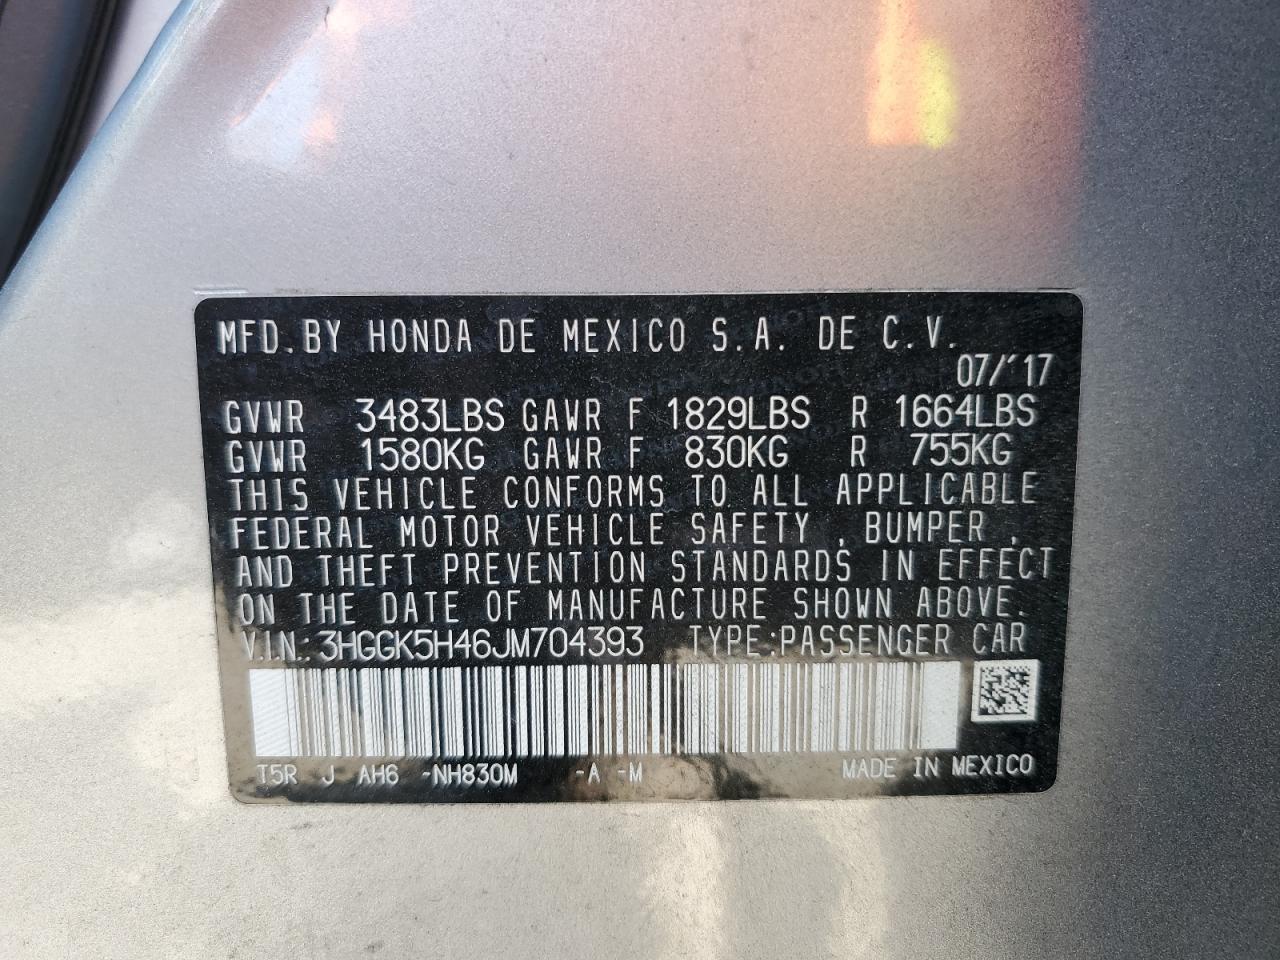 MFD.BY HONDA DE MEXICO S.A. DE C.V.
07/'17
GVWR 3483LBS GAWR F 1829LBS R 1664LBS
GVWR 1580KG GAWR F 830KG R 755KG
THIS VEHICLE CONFORMS TO ALL APPLICABLE
FEDERAL MOTOR VEHICLE SAFETY , BUMPER ,
AND THEFT PREVENTION STANDARDS IN EFFECT
ON THE DATE OF MANUFACTURE SHOWN ABOVE.
V.I.N.: 3HGGK5H46JM704393 TYPE:PASSENGER CAR
T5R J AH6 -NH830M -A -M MADE IN MEXICO